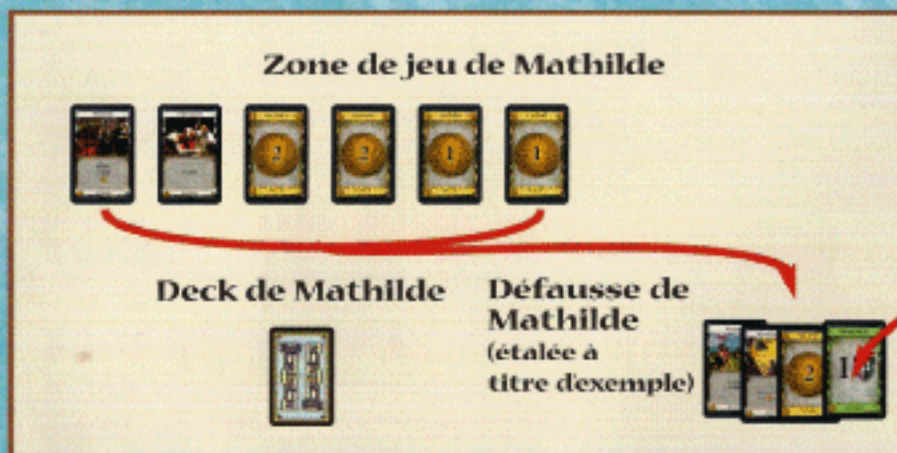 Zone de jeu de Mathilde
2
2
1
1
Deck de Mathilde
Défausse de
Mathilde
(étalée à
titre d'exemple)
2
1